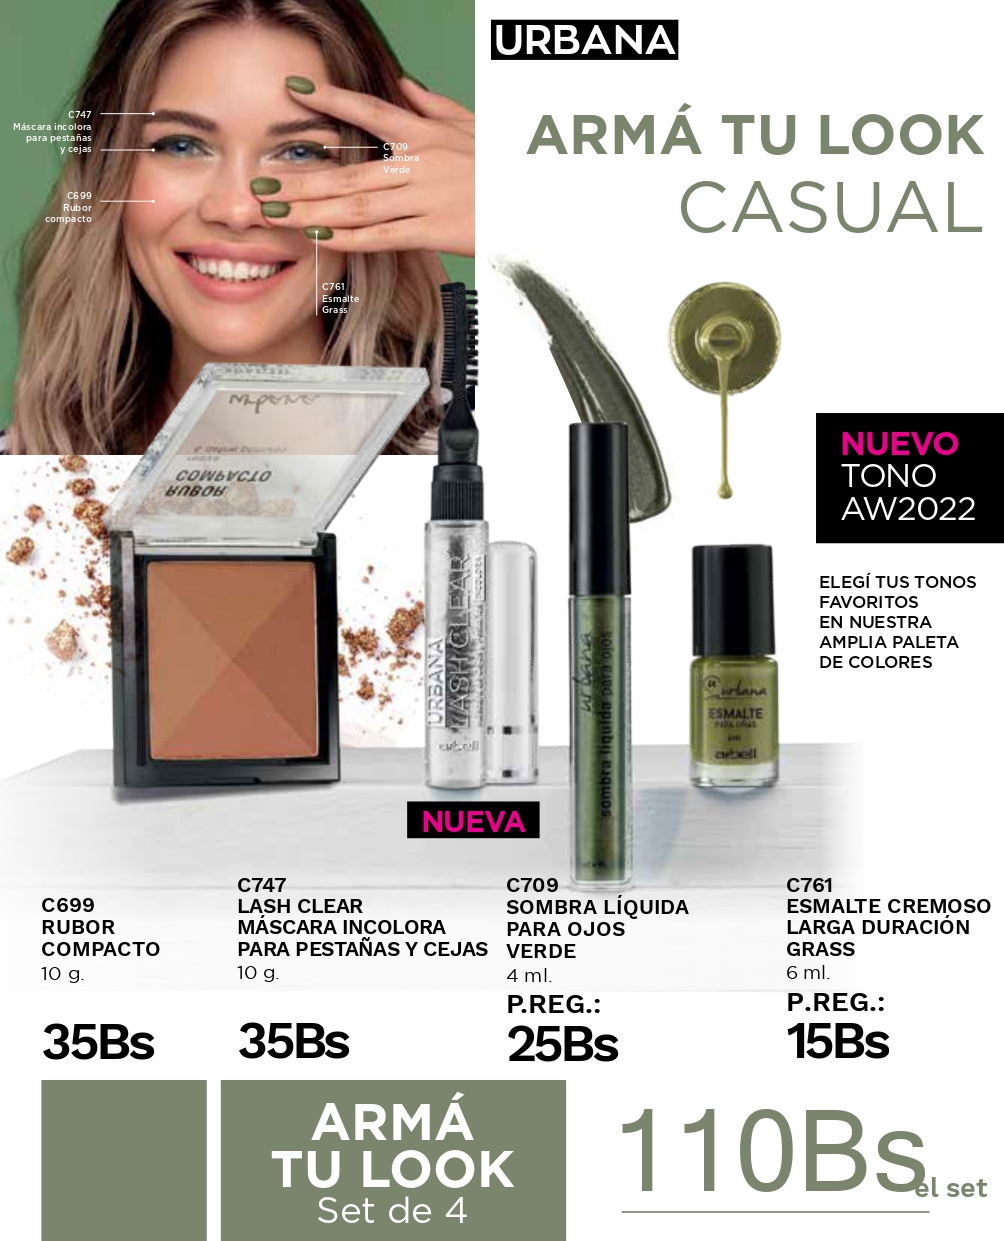 URBANA
ARMÁ TU LOOK
CASUAL
C747
Máscara incolora
para pestañas
y cejas
C709
Sombra
Verde
C699
Rubor
compacto
C761
Esmalte
Grass
urbana
COMPACTO
RUBOR
URBANA
LASH CLEAR
INCOLORA
arbell
urbana
sombra líquida para ojos
urbana
ESMALTE
PARA UÑAS
arbell
NUEVO
TONO
AW2022
ELEGÍ TUS TONOS
FAVORITOS
EN NUESTRA
AMPLIA PALETA
DE COLORES
NUEVA
C699
RUBOR
COMPACTO
10 g.
35Bs
C747
LASH CLEAR
MÁSCARA INCOLORA
PARA PESTAÑAS Y CEJAS
10 g.
35Bs
C709
SOMBRA LÍQUIDA
PARA OJOS
VERDE
4 ml.
P.REG.:
25Bs
C761
ESMALTE CREMOSO
LARGA DURACIÓN
GRASS
6 ml.
P.REG.:
15Bs
ARMÁ
TU LOOK
Set de 4
110Bs
el set